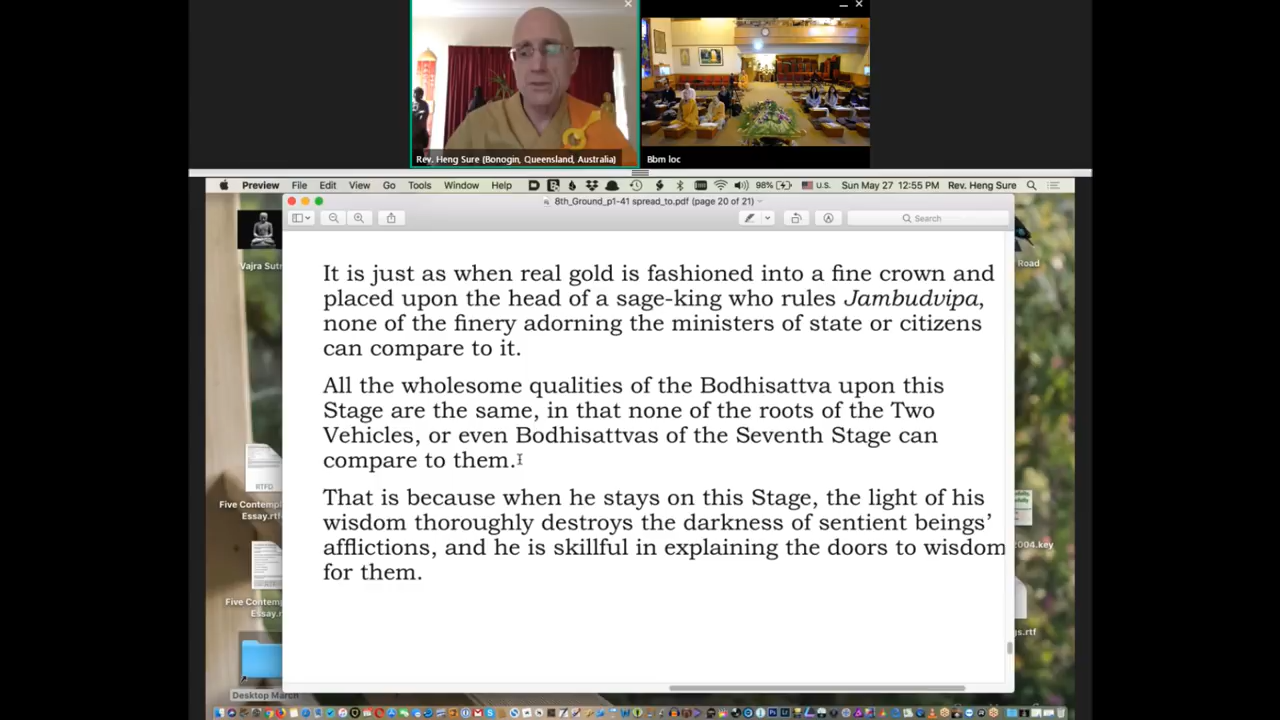 Rev. Heng Sure (Bonogin, Queensland, Australia)
Bbm loc
Preview File Edit View Go Tools Window Help 98% U.S. Sun May 27 12:55 PM Rev. Heng Sure
8th_Ground_p1-41 spread_to.pdf (page 20 of 21)
Search
Vajra Sut
Road
It is just as when real gold is fashioned into a fine crown and
placed upon the head of a sage-king who rules Jambudvipa,
none of the finery adorning the ministers of state or citizens
can compare to it.
All the wholesome qualities of the Bodhisattva upon this
Stage are the same, in that none of the roots of the Two
Vehicles, or even Bodhisattvas of the Seventh Stage can
compare to them.
That is because when he stays on this Stage, the light of his
wisdom thoroughly destroys the darkness of sentient beings’
afflictions, and he is skillful in explaining the doors to wisdom
for them.
RTFD
Five Contemp
Essay.rtf
2004.key
Five Contemp
Essay.r
gs.rtf
Desktop March